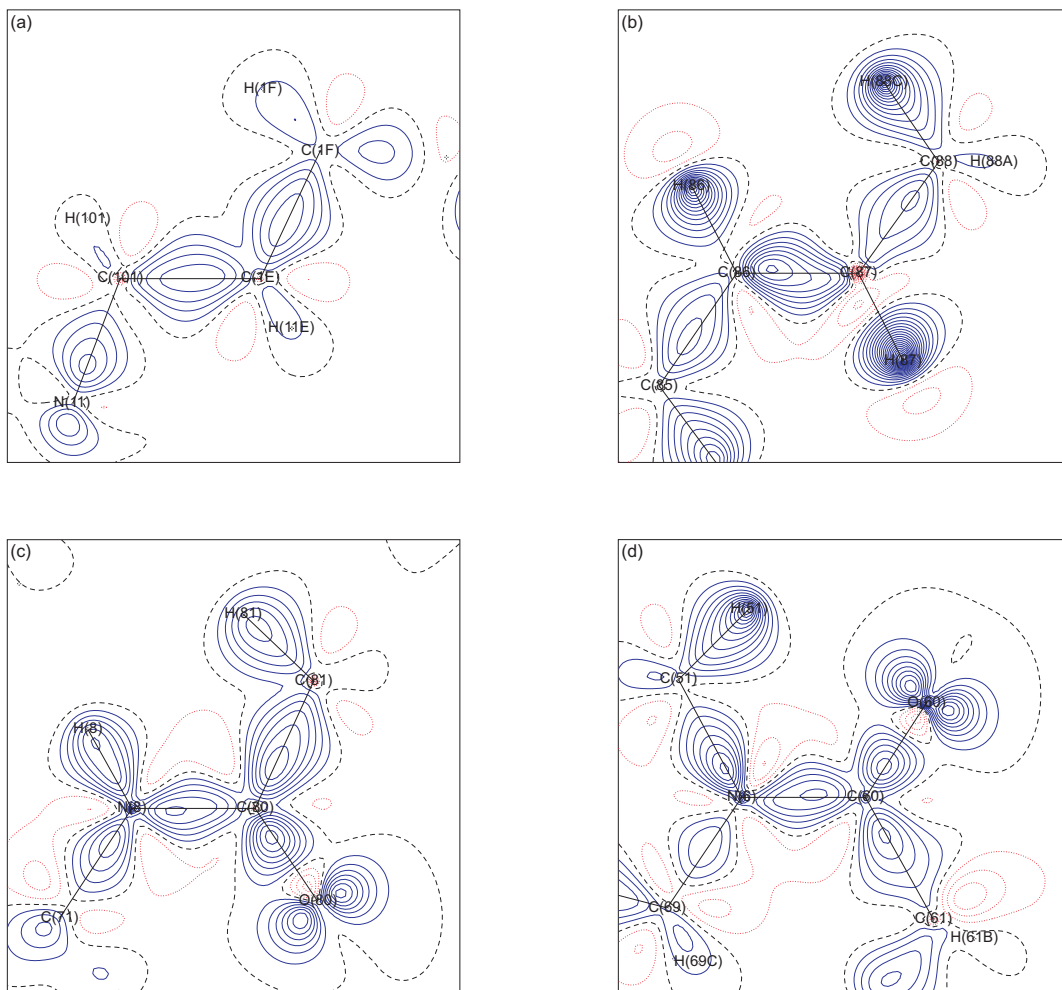 (a)
H(1F)
C(1F)
H(101)
C(101)
C(1E)
H(11E)
N(11)
(b)
H(88C)
C(88)
H(88A)
H(86)
C(86)
C(87)
H(87)
C(85)
(c)
H(81)
C(81)
H(8)
N(8)
C(80)
O(80)
C(71)
(d)
H(51)
C(51)
O(60)
N(6)
C(60)
C(69)
C(61)
H(61B)
H(69C)